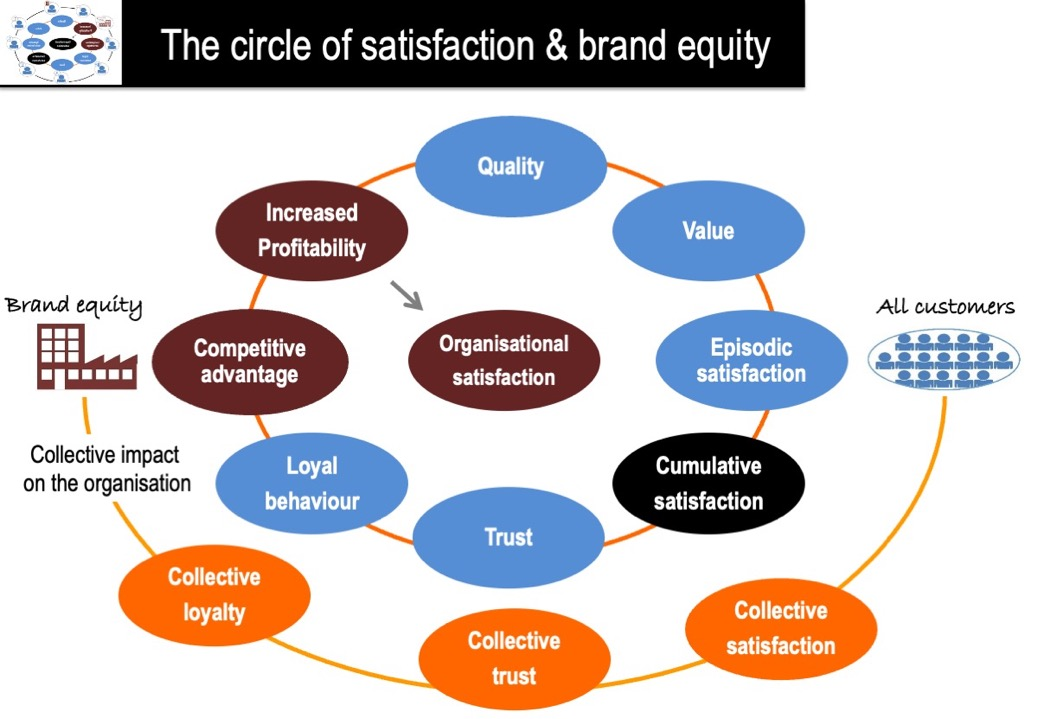 The circle of satisfaction & brand equity
Quality
Increased
Profitability
Value
Brand equity
All customers
Competitive
advantage
Organisational
satisfaction
Episodic
satisfaction
Collective impact
on the organisation
Loyal
behaviour
Cumulative
satisfaction
Trust
Collective
loyalty
Collective
trust
Collective
satisfaction